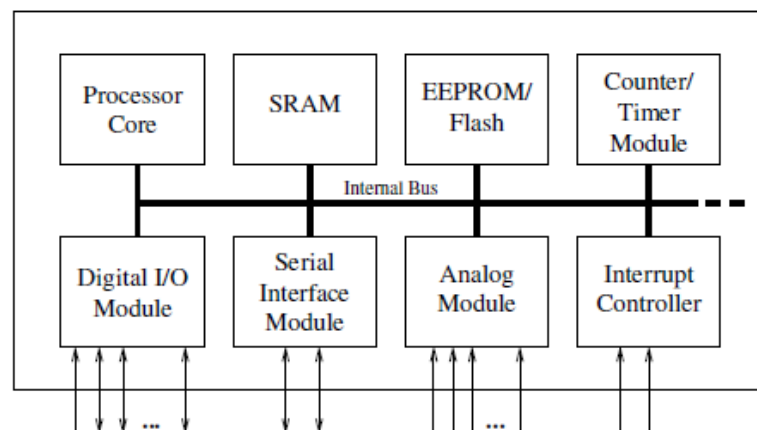 Processor
Core
SRAM
EEPROM/
Flash
Counter/
Timer
Module
Internal Bus
Digital I/O
Module
Serial
Interface
Module
Analog
Module
Interrupt
Controller
...
...